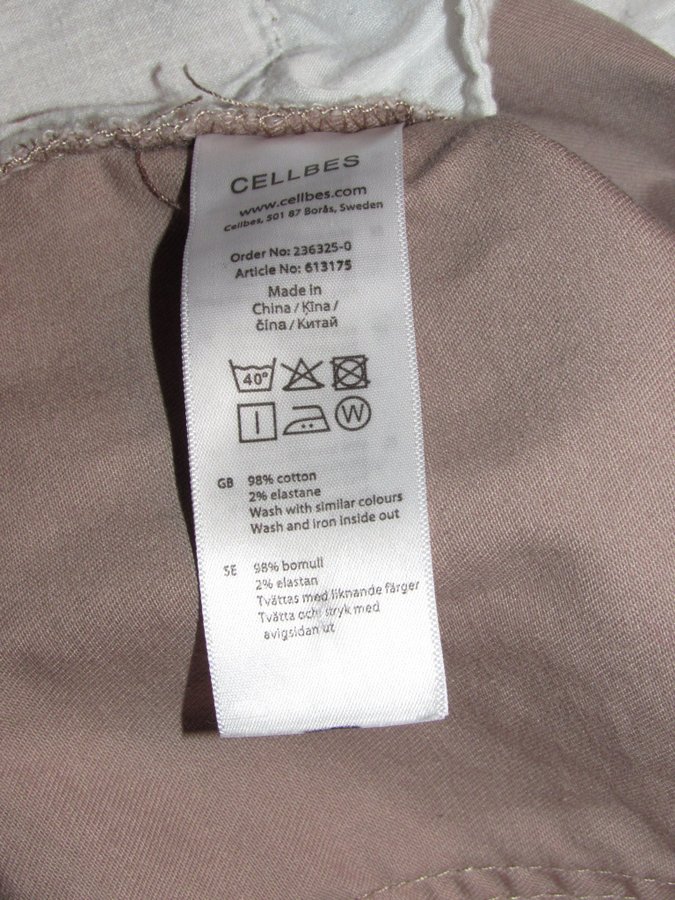 CELLBES
www.cellbes.com
Cellbes, 501 87 Borås, Sweden
Order No: 236325-0
Article No: 613175
Made in
China / Ķīna /
čína / Китай
40°
W
GB 98% cotton
2% elastane
Wash with similar colours
Wash and iron inside out
SE 98% bomull
2% elastan
Tvättas med liknande färger
Tvätta och stryk med
avigsidan ut